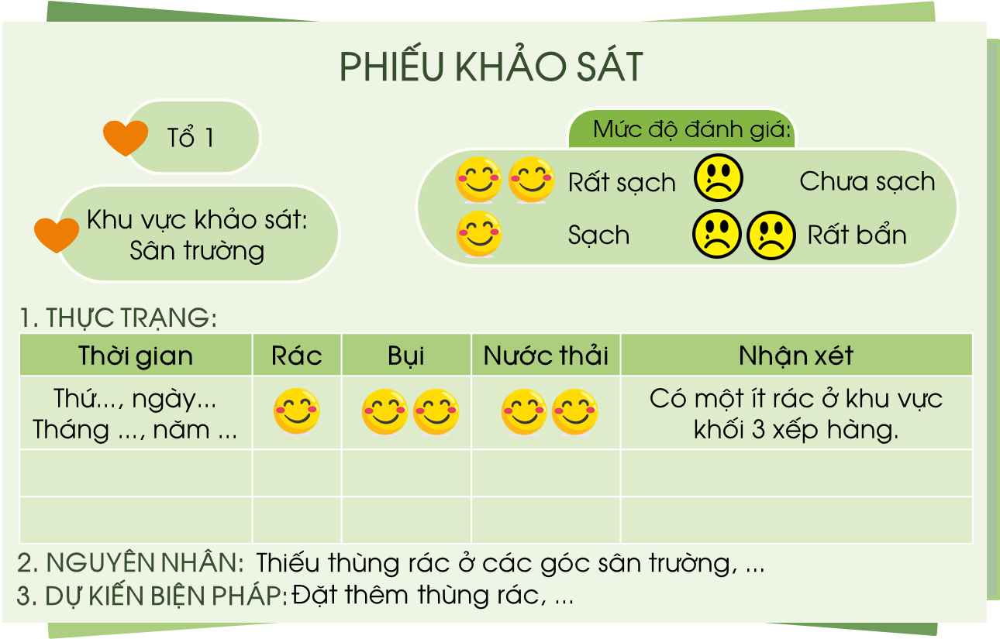 PHIẾU KHẢO SÁT
Tổ 1
Khu vực khảo sát:
Sân trường
Mức độ đánh giá:
Rất sạch
Chưa sạch
Sạch
Rất bẩn
1. THỰC TRẠNG:
Thời gian
Rác
Bụi
Nước thải
Nhận xét
Thứ..., ngày...
Tháng ..., năm ...
Có một ít rác ở khu vực
khối 3 xếp hàng.
2. NGUYÊN NHÂN: Thiếu thùng rác ở các góc sân trường, ...
3. DỰ KIẾN BIỆN PHÁP: Đặt thêm thùng rác, ...